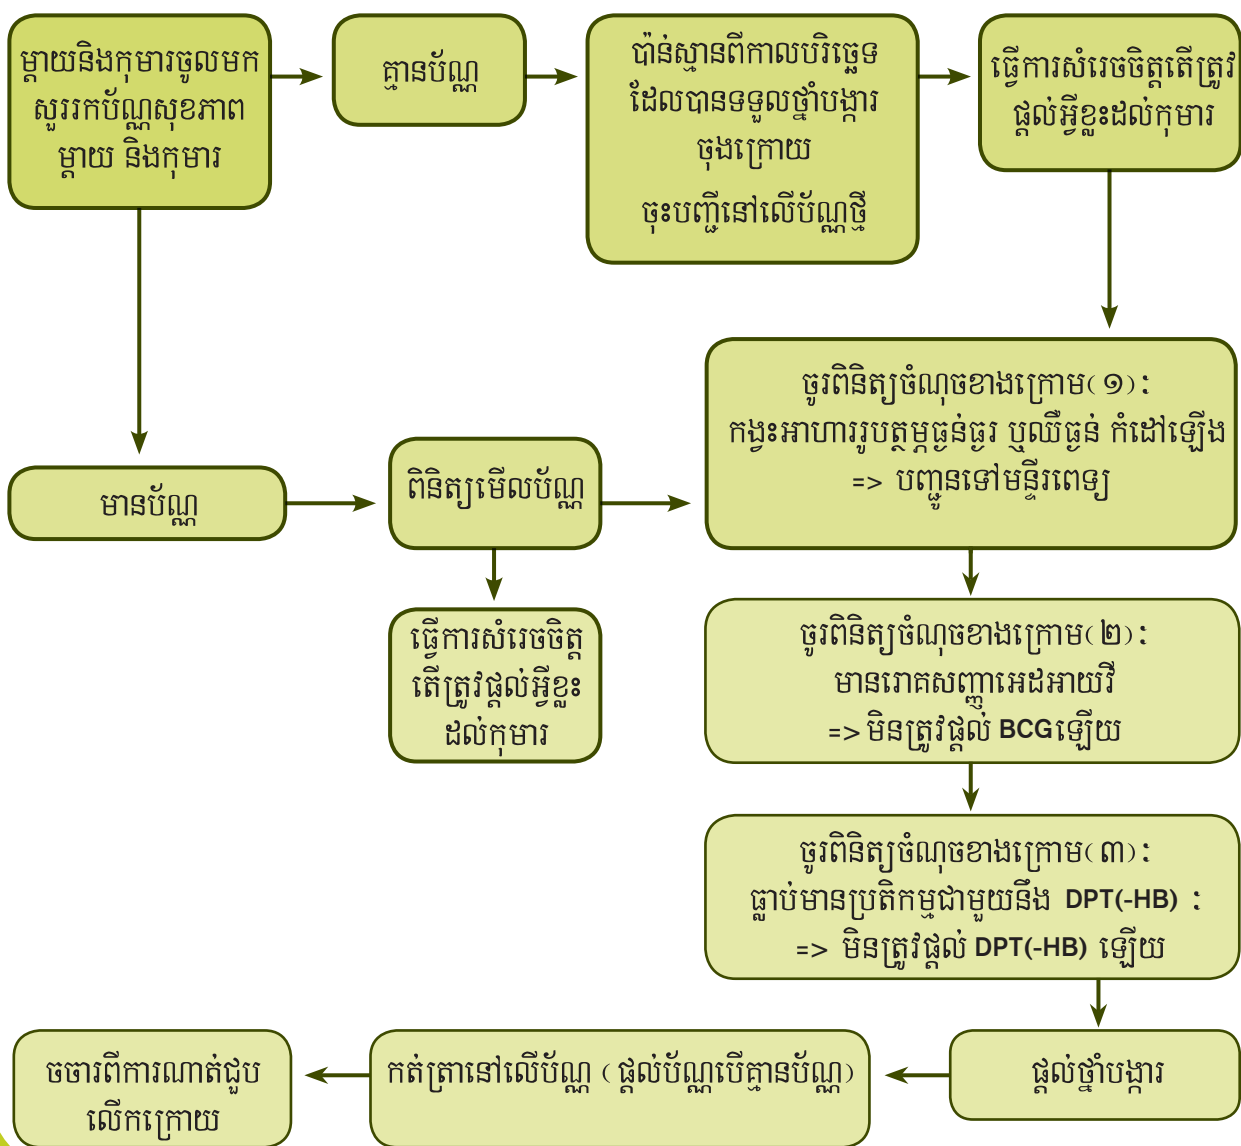 ម្តាយនិងកុមារចូលមក
សួររកប័ណ្ណសុខភាព
ម្តាយ និងកុមារ
គ្មានប័ណ្ណ
ប៉ាន់ស្មានពីកាលបរិច្ឆេទ
ដែលបានទទួលថ្នាំបង្ការ
ចុងក្រោយ
ចុះបញ្ជីនៅលើប័ណ្ណថ្មី
ធ្វើការសំរេចចិត្តតើត្រូវ
ផ្តល់អ្វីខ្លះដល់កុមារ
មានប័ណ្ណ
ពិនិត្យមើលប័ណ្ណ
ធ្វើការសំរេចចិត្ត
តើត្រូវផ្តល់អ្វីខ្លះ
ដល់កុមារ
ចូរពិនិត្យចំណុចខាងក្រោម(១):
កង្វះអាហាររូបត្ថម្ភធ្ងន់ធ្ងរ ឬឈឺធ្ងន់ កំដៅឡើង
=> បញ្ជូនទៅមន្ទីរពេទ្យ
ចូរពិនិត្យចំណុចខាងក្រោម(២):
មានរោគសញ្ញាអេដអាយវី
=> មិនត្រូវផ្តល់ BCG ឡើយ
ចូរពិនិត្យចំណុចខាងក្រោម(៣):
ធ្លាប់មានប្រតិកម្មជាមួយនឹង DPT(-HB) :
=> មិនត្រូវផ្តល់ DPT(-HB) ឡើយ
ផ្តល់ថ្នាំបង្ការ
កត់ត្រានៅលើប័ណ្ណ (ផ្តល់ប័ណ្ណបើគ្មានប័ណ្ណ)
ចចារពីការណាត់ជួប
លើកក្រោយ